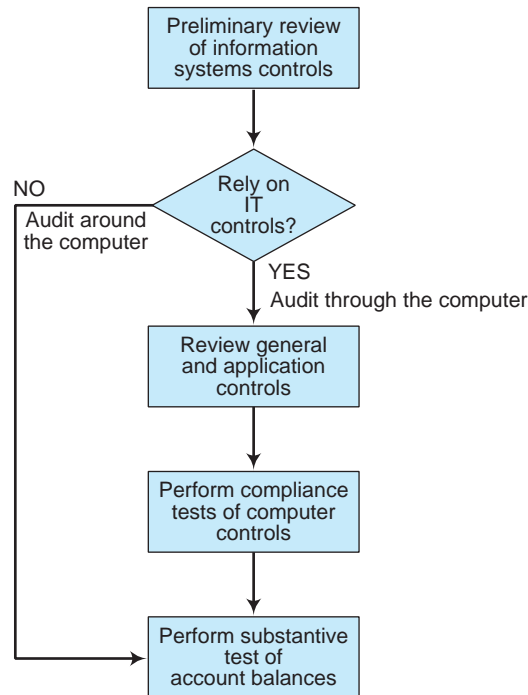 Preliminary review
of information
systems controls
Rely on
IT
controls?
NO
Audit around
the computer
YES
Audit through the computer
Review general
and application
controls
Perform compliance
tests of computer
controls
Perform substantive
test of
account balances